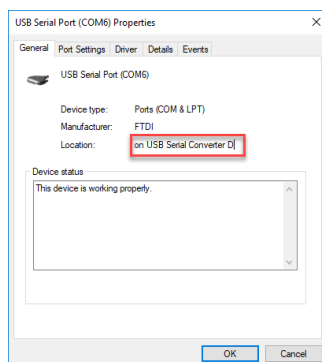 USB Serial Port (COM6) Properties
General Port Settings Driver Details Events
USB Serial Port (COM6)
Device type: Ports (COM & LPT)
Manufacturer: FTDI
Location: on USB Serial Converter D
Device status
This device is working properly.
OK Cancel